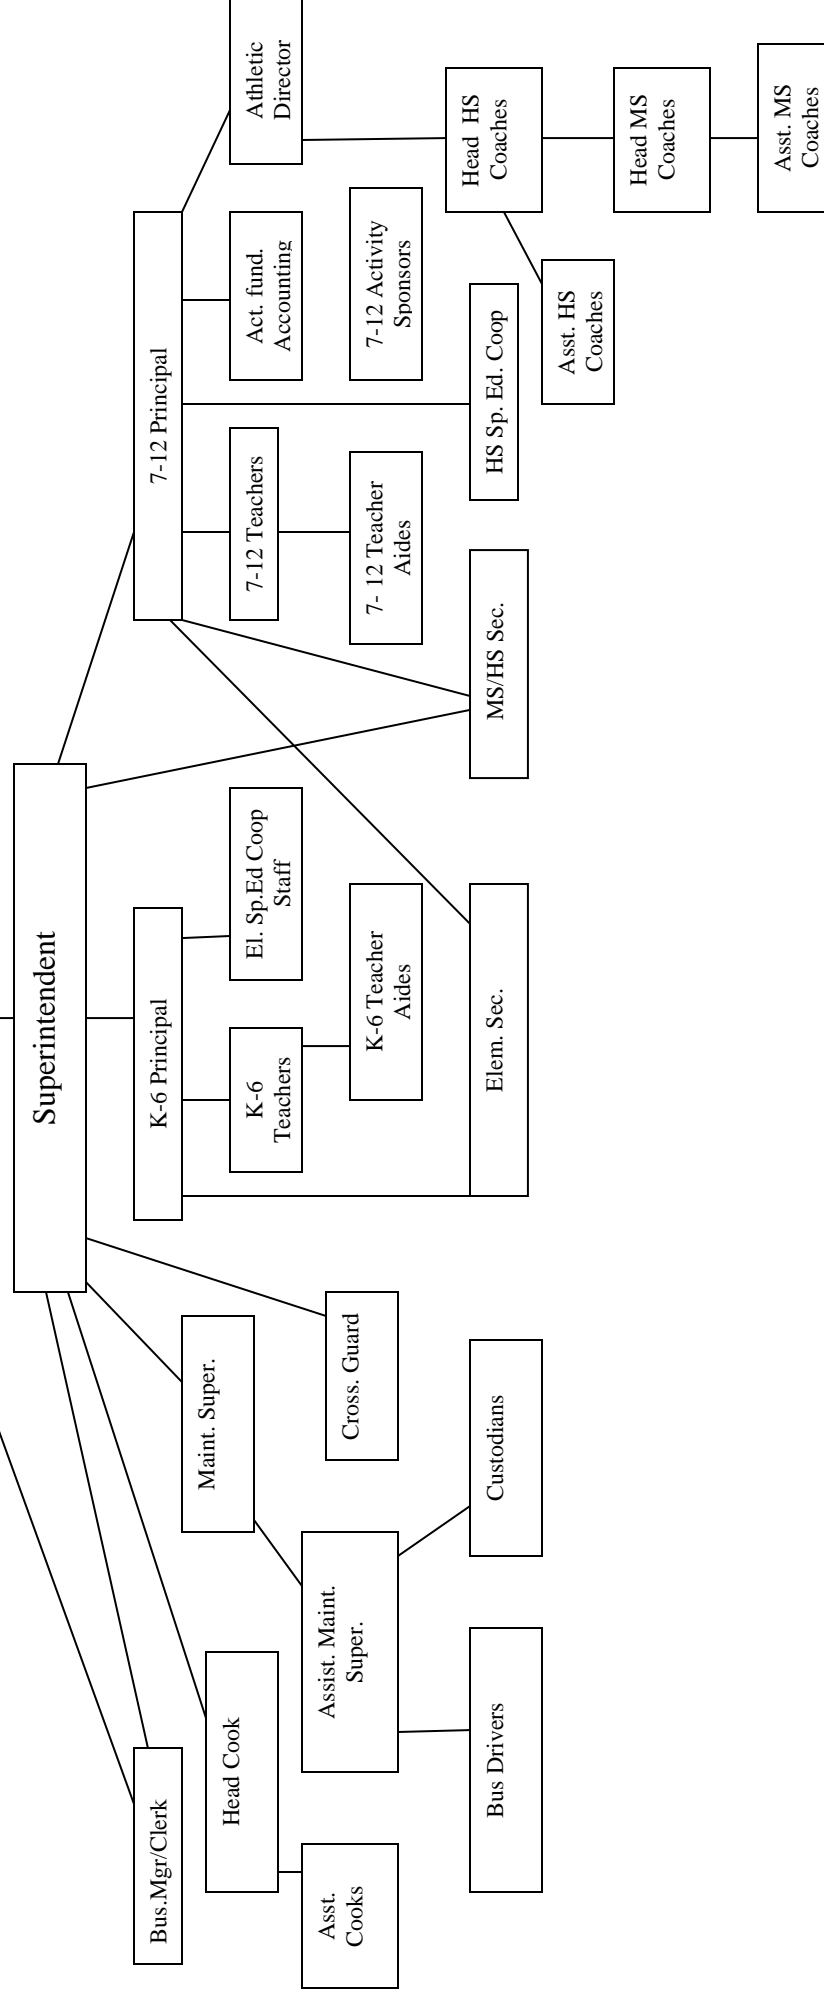 Superintendent
Bus.Mgr/Clerk
K-6 Principal
7-12 Principal
Head Cook
Maint. Super.
K-6
Teachers
El. Sp.Ed Coop
Staff
7-12 Teachers
Act. fund.
Accounting
Athletic
Director
Asst.
Cooks
Assist. Maint.
Super.
Cross. Guard
K-6 Teacher
Aides
7- 12 Teacher
Aides
7-12 Activity
Sponsors
Bus Drivers
Custodians
Elem. Sec.
MS/HS Sec.
HS Sp. Ed. Coop
Head HS
Coaches
Asst. HS
Coaches
Head MS
Coaches
Asst. MS
Coaches